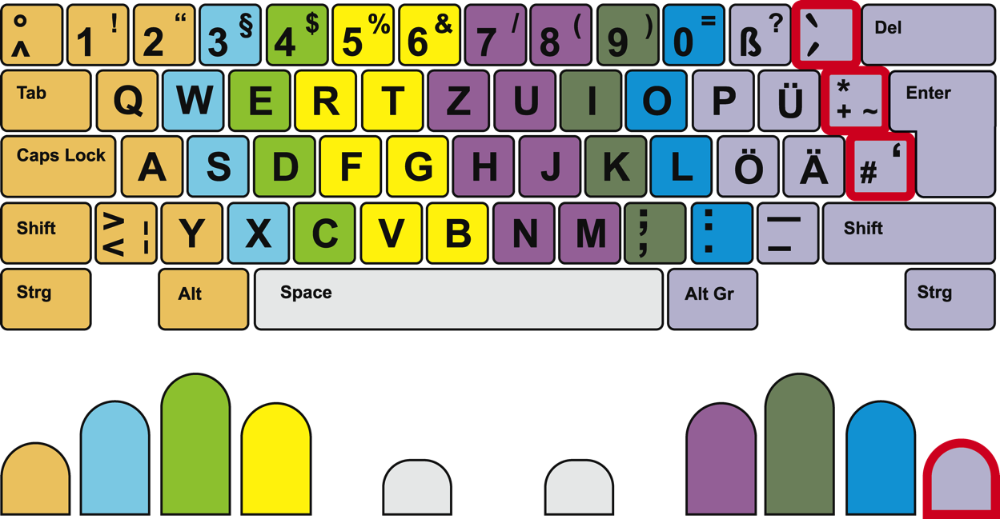 ° ^ ! 1 “ 2 § 3 $ 4 % 5 & 6 / 7 ( 8 ) 9 = 0 ? ß ` ´ Del
Tab Q W E R T Z U I O P Ü * + ~ Enter
Caps Lock A S D F G H J K L Ö Ä # ‘
Shift > < ¦ Y X C V B N M ; , : . — – Shift
Strg Alt Space Alt Gr Strg